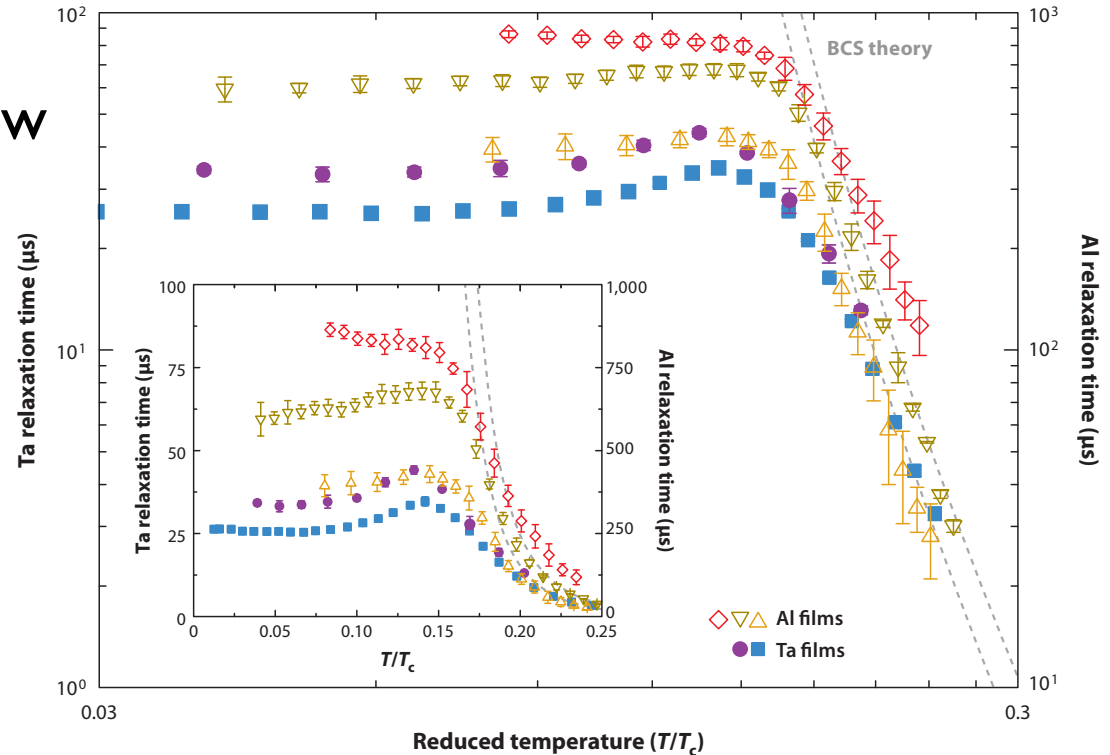 10²
10¹
10⁰
Ta relaxation time (μs)
W
10³
10²
10¹
Al relaxation time (μs)
BCS theory
0.03
0.3
Reduced temperature (T/Tc)
Al films
Ta films
100
75
50
25
0
Ta relaxation time (μs)
1,000
750
500
250
0
Al relaxation time (μs)
0
0.05
0.10
0.15
0.20
0.25
T/Tc